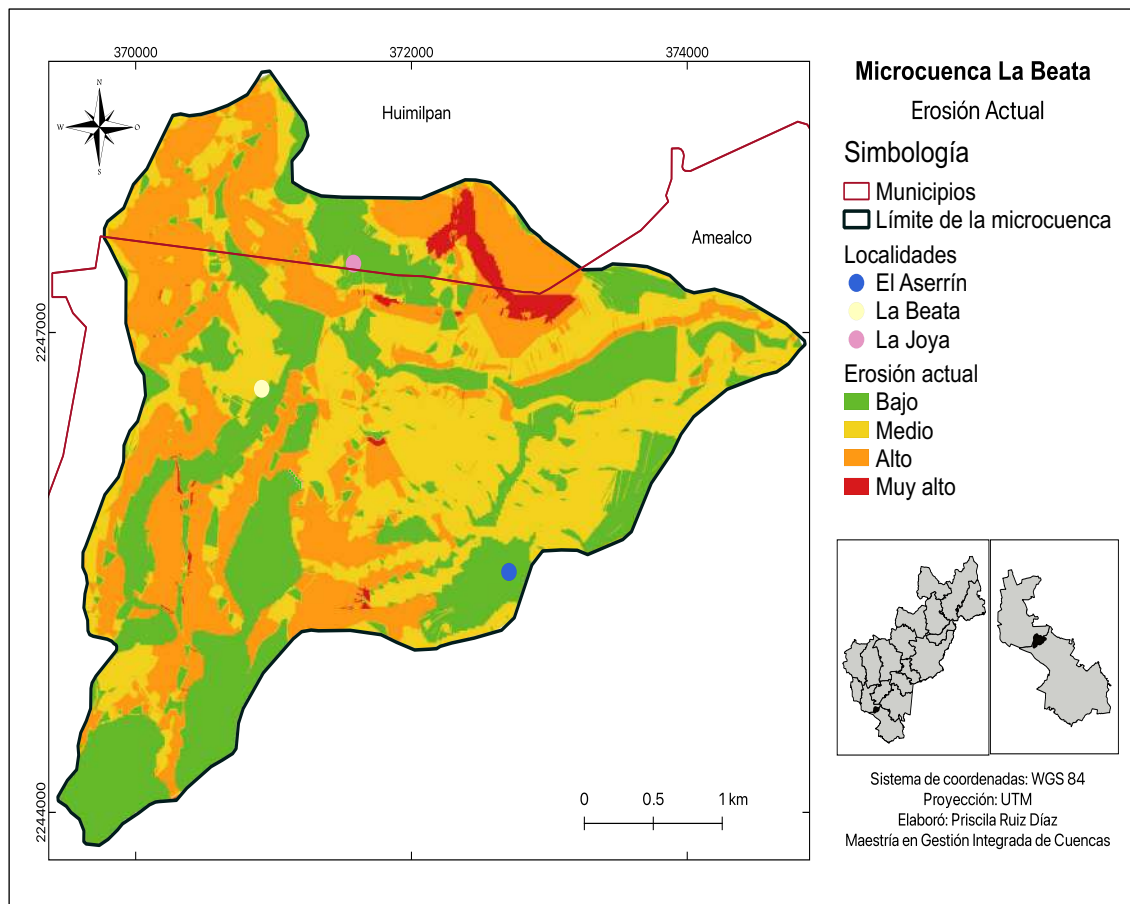 370000
372000
374000
N
W
O
S
Huimilpan
Amealco
2247000
2244000
0
0.5
1 km
Microcuenca La Beata
Erosión Actual
Simbología
Municipios
Límite de la microcuenca
Localidades
El Aserrín
La Beata
La Joya
Erosión actual
Bajo
Medio
Alto
Muy alto
Sistema de coordenadas: WGS 84
Proyección: UTM
Elaboró: Priscila Ruiz Díaz
Maestría en Gestión Integrada de Cuencas